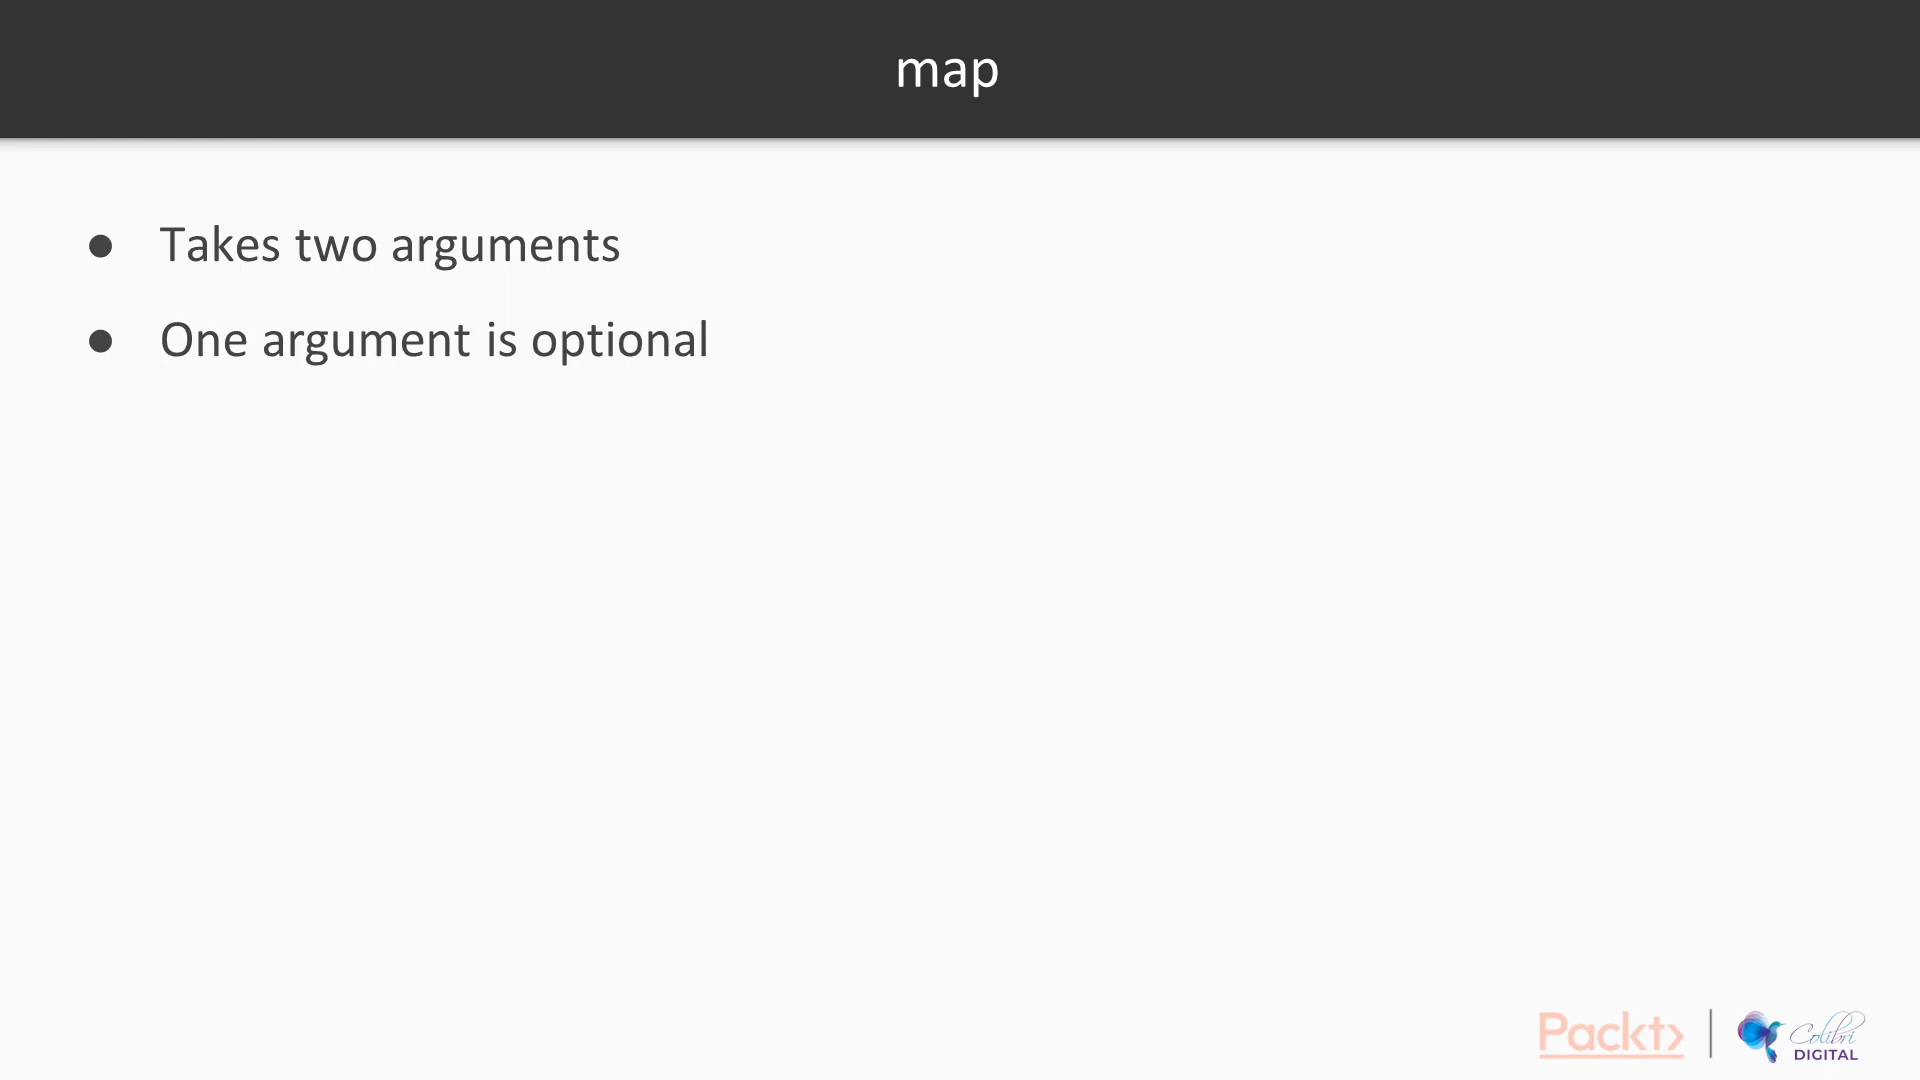 map
● Takes two arguments
● One argument is optional
Packt>
Colibri
DIGITAL